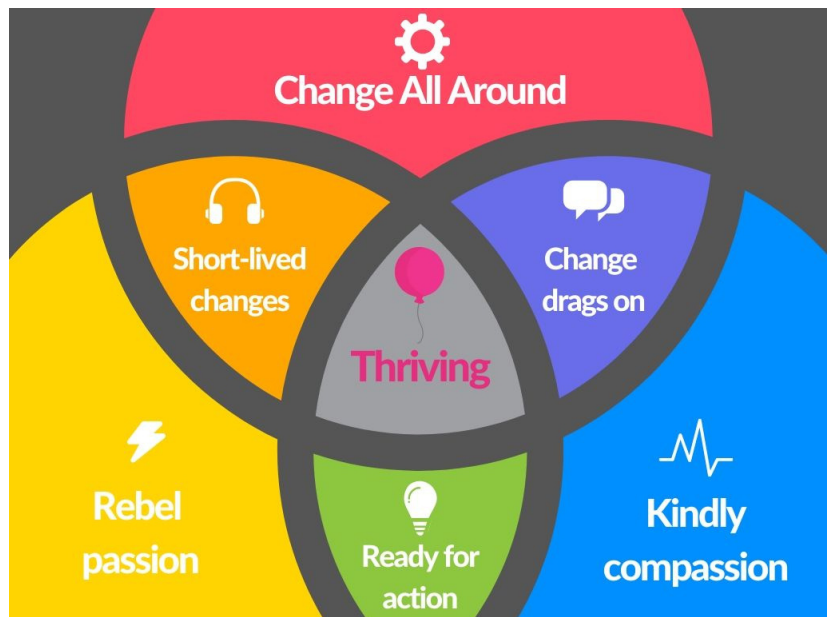 Change All Around
Short-lived
changes
Change
drags on
Thriving
Rebel
passion
Kindly
compassion
Ready for
action